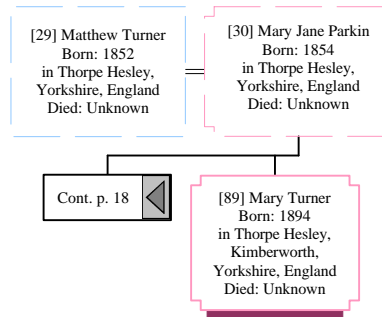 [29] Matthew Turner
Born: 1852
in Thorpe Hesley,
Yorkshire, England
Died: Unknown
[30] Mary Jane Parkin
Born: 1854
in Thorpe Hesley,
Yorkshire, England
Died: Unknown
Cont. p. 18
[89] Mary Turner
Born: 1894
in Thorpe Hesley,
Kimberworth,
Yorkshire, England
Died: Unknown